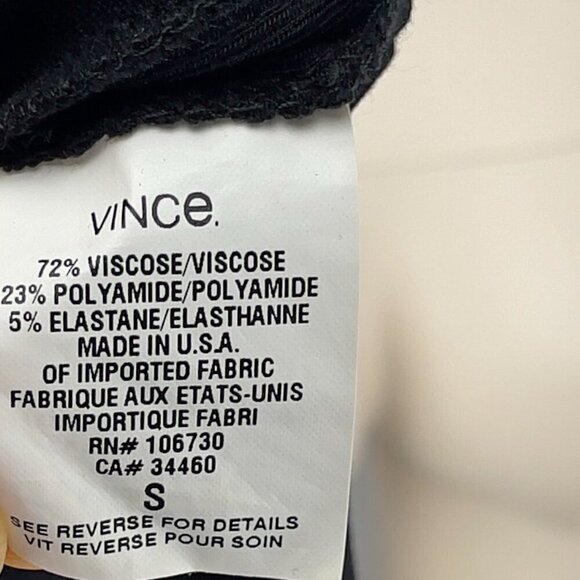 VINCe.
72% VISCOSE/VISCOSE
23% POLYAMIDE/POLYAMIDE
5% ELASTANE/ELASTHANNE
MADE IN U.S.A.
OF IMPORTED FABRIC
FABRIQUE AUX ETATS-UNIS
IMPORTIQUE FABRI
RN# 106730
CA# 34460
S
SEE REVERSE FOR DETAILS
VIT REVERSE POUR SOIN